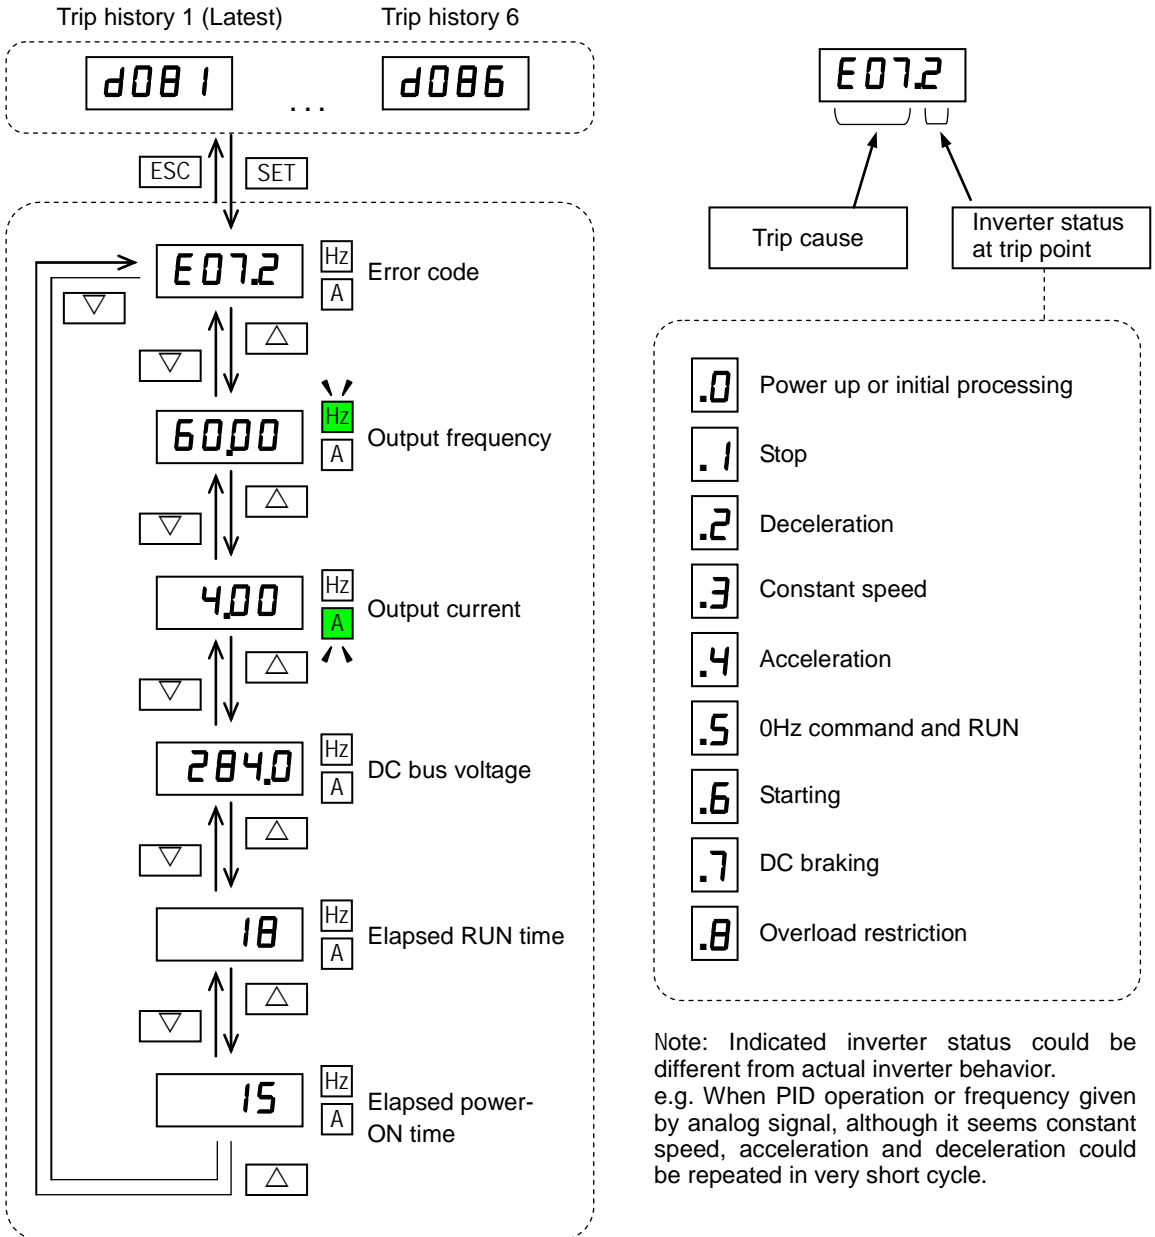 Trip history 1 (Latest)
Trip history 6
d081
...
d086
ESC
SET
E07.2
Hz
A
Error code
▽
△
▽
60.00
Hz
A
Output frequency
△
▽
4.00
Hz
A
Output current
△
▽
284.0
Hz
A
DC bus voltage
△
▽
18
Hz
A
Elapsed RUN time
△
▽
15
Hz
A
Elapsed power-
ON time
△
E07.2
Trip cause
Inverter status
at trip point
.0 Power up or initial processing
.1 Stop
.2 Deceleration
.3 Constant speed
.4 Acceleration
.5 0Hz command and RUN
.6 Starting
.7 DC braking
.8 Overload restriction
Note: Indicated inverter status could be
different from actual inverter behavior.
e.g. When PID operation or frequency given
by analog signal, although it seems constant
speed, acceleration and deceleration could
be repeated in very short cycle.